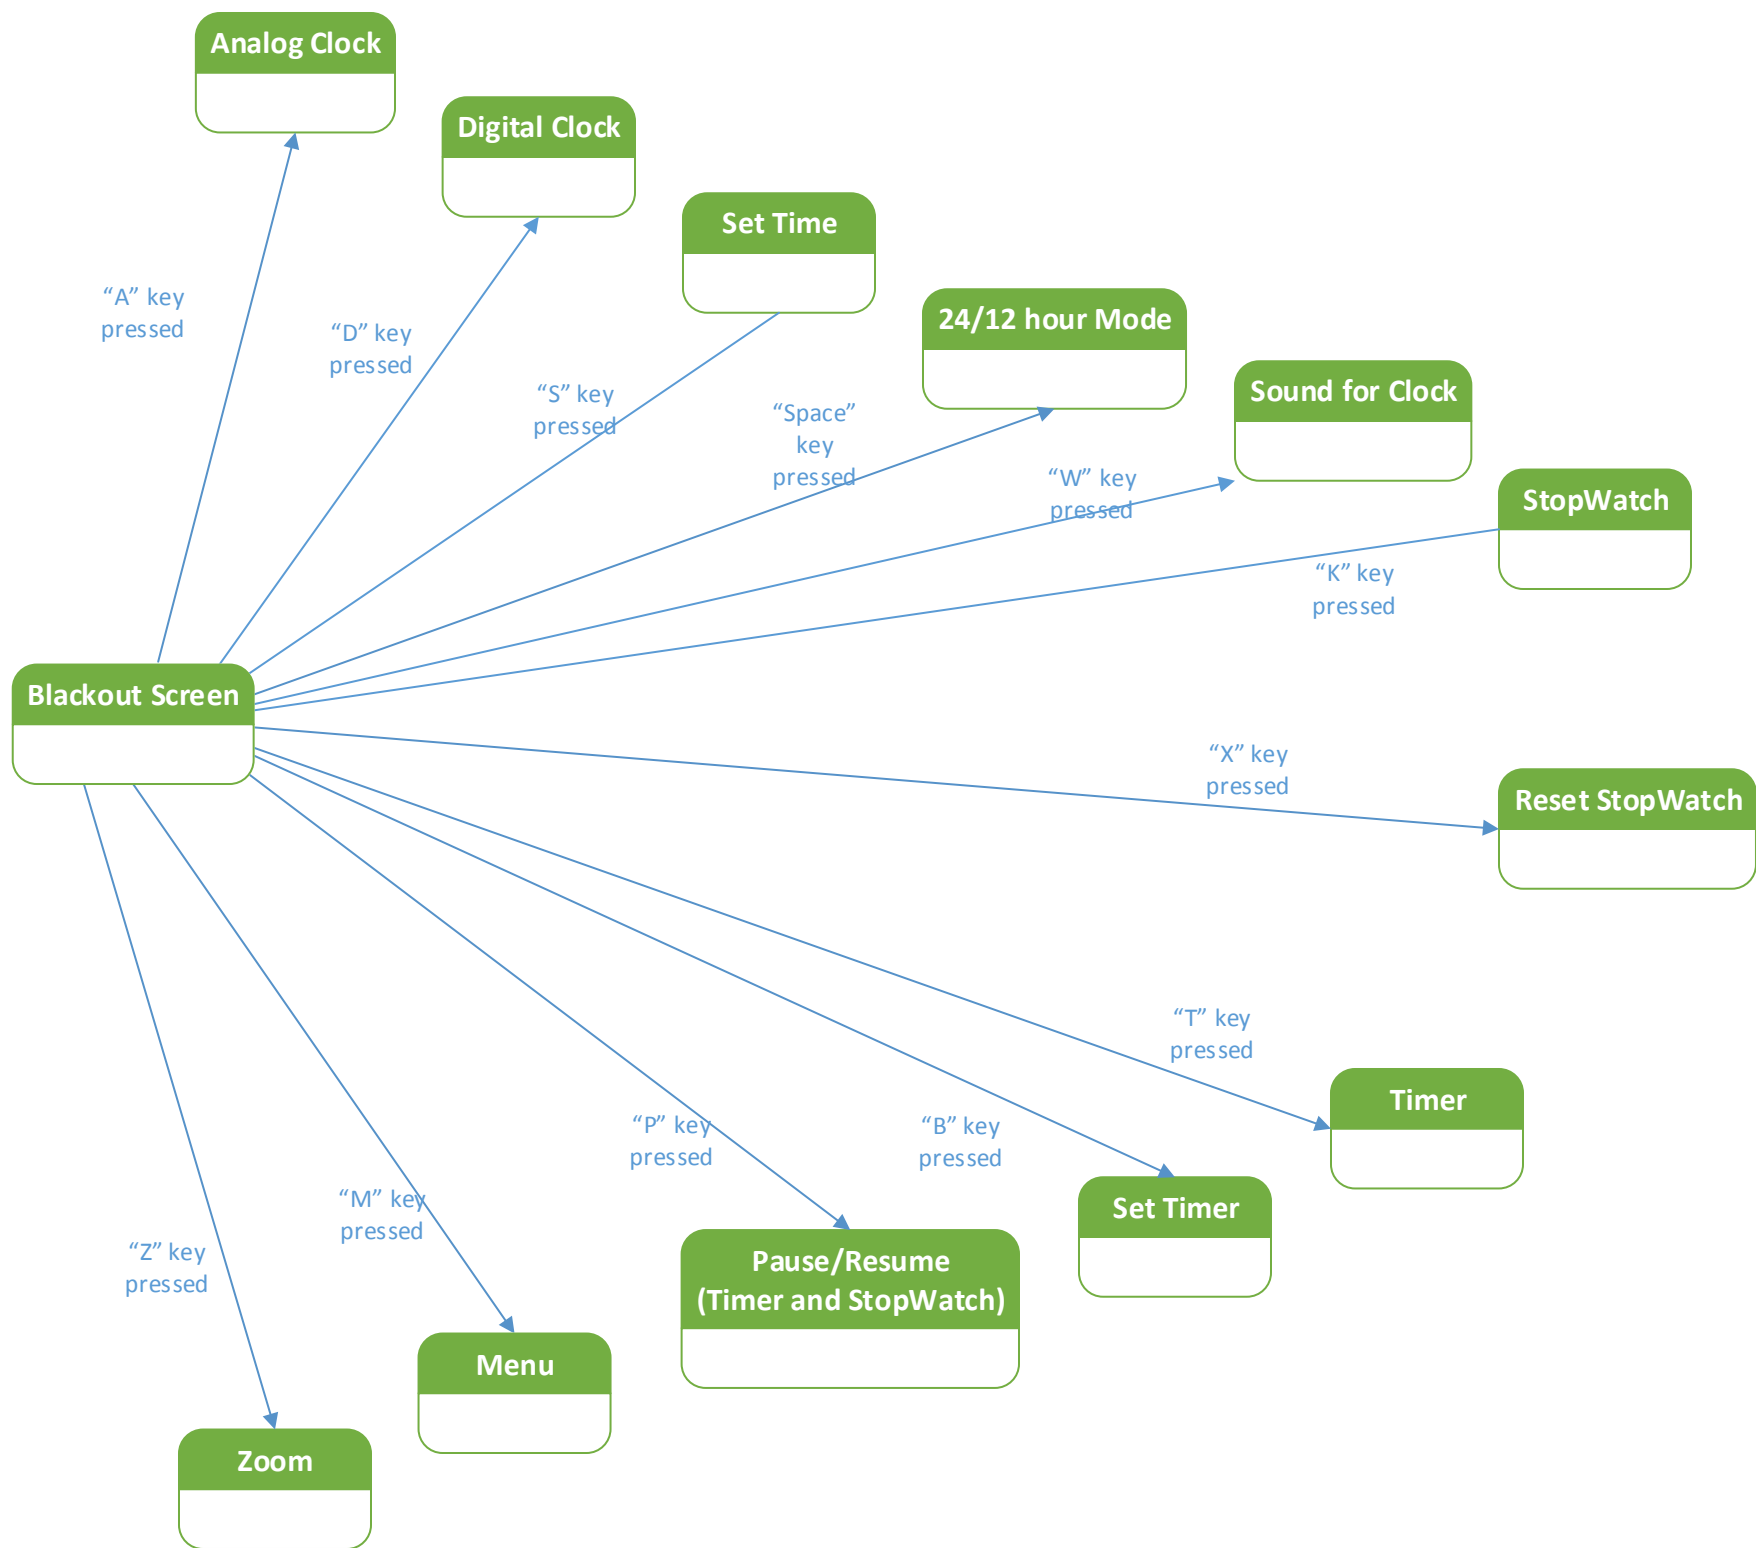 Analog Clock
Digital Clock
Set Time
24/12 hour Mode
Sound for Clock
StopWatch
“A” key
pressed
“D” key
pressed
“S” key
pressed
“Space”
key
pressed
“W” key
pressed
“K” key
pressed
Blackout Screen
“X” key
pressed
Reset StopWatch
“T” key
pressed
Timer
“B” key
pressed
Set Timer
“P” key
pressed
Pause/Resume
(Timer and StopWatch)
“M” key
pressed
Menu
“Z” key
pressed
Zoom